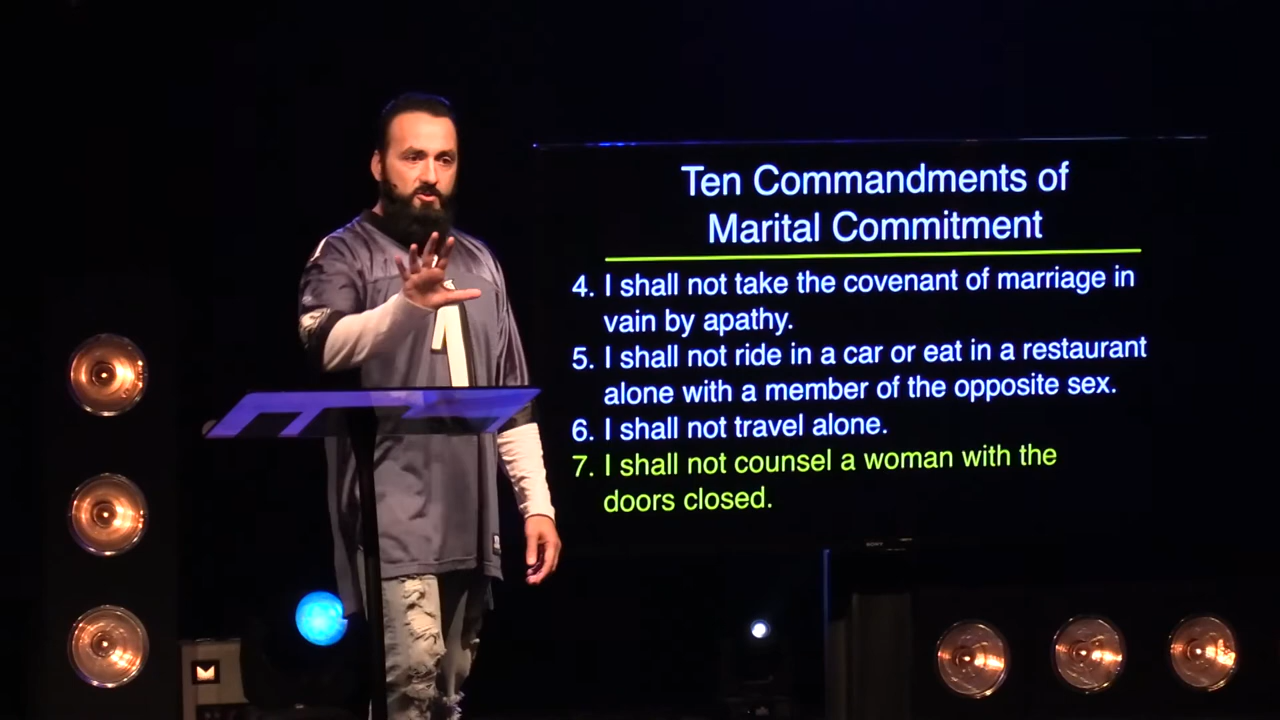 Ten Commandments of
Marital Commitment
4. I shall not take the covenant of marriage in
vain by apathy.
5. I shall not ride in a car or eat in a restaurant
alone with a member of the opposite sex.
6. I shall not travel alone.
7. I shall not counsel a woman with the
doors closed.
SONY